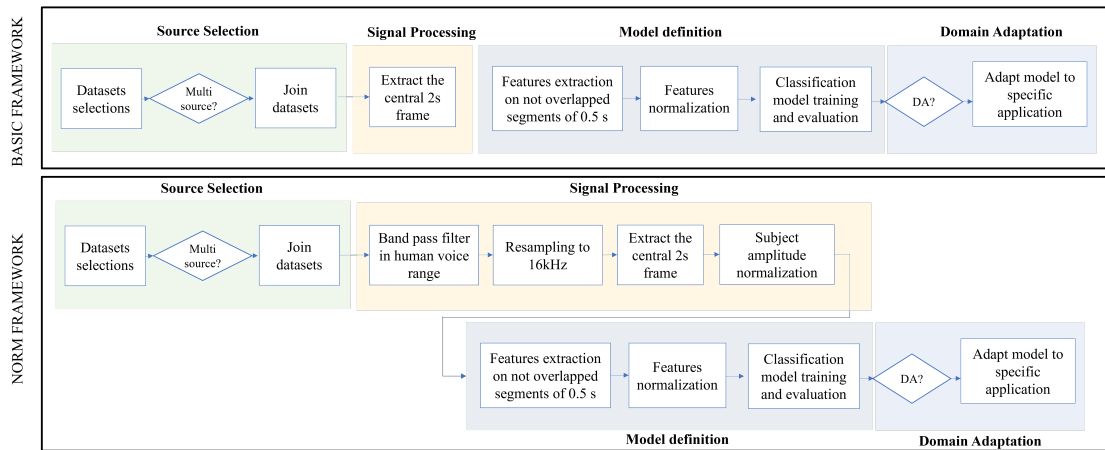 BASIC FRAMEWORK
Source Selection
Signal Processing
Model definition
Domain Adaptation
Datasets
selections
Multi
source?
Join
datasets
Extract the
central 2s
frame
Features extraction
on not overlapped
segments of 0.5 s
Features
normalization
Classification
model training
and evaluation
DA?
Adapt model to
specific
application
NORM FRAMEWORK
Source Selection
Signal Processing
Datasets
selections
Multi
source?
Join
datasets
Band pass filter
in human voice
range
Resampling to
16kHz
Extract the
central 2s
frame
Subject
amplitude
normalization
Features extraction
on not overlapped
segments of 0.5 s
Features
normalization
Classification
model training
and evaluation
DA?
Adapt model to
specific
application
Model definition
Domain Adaptation